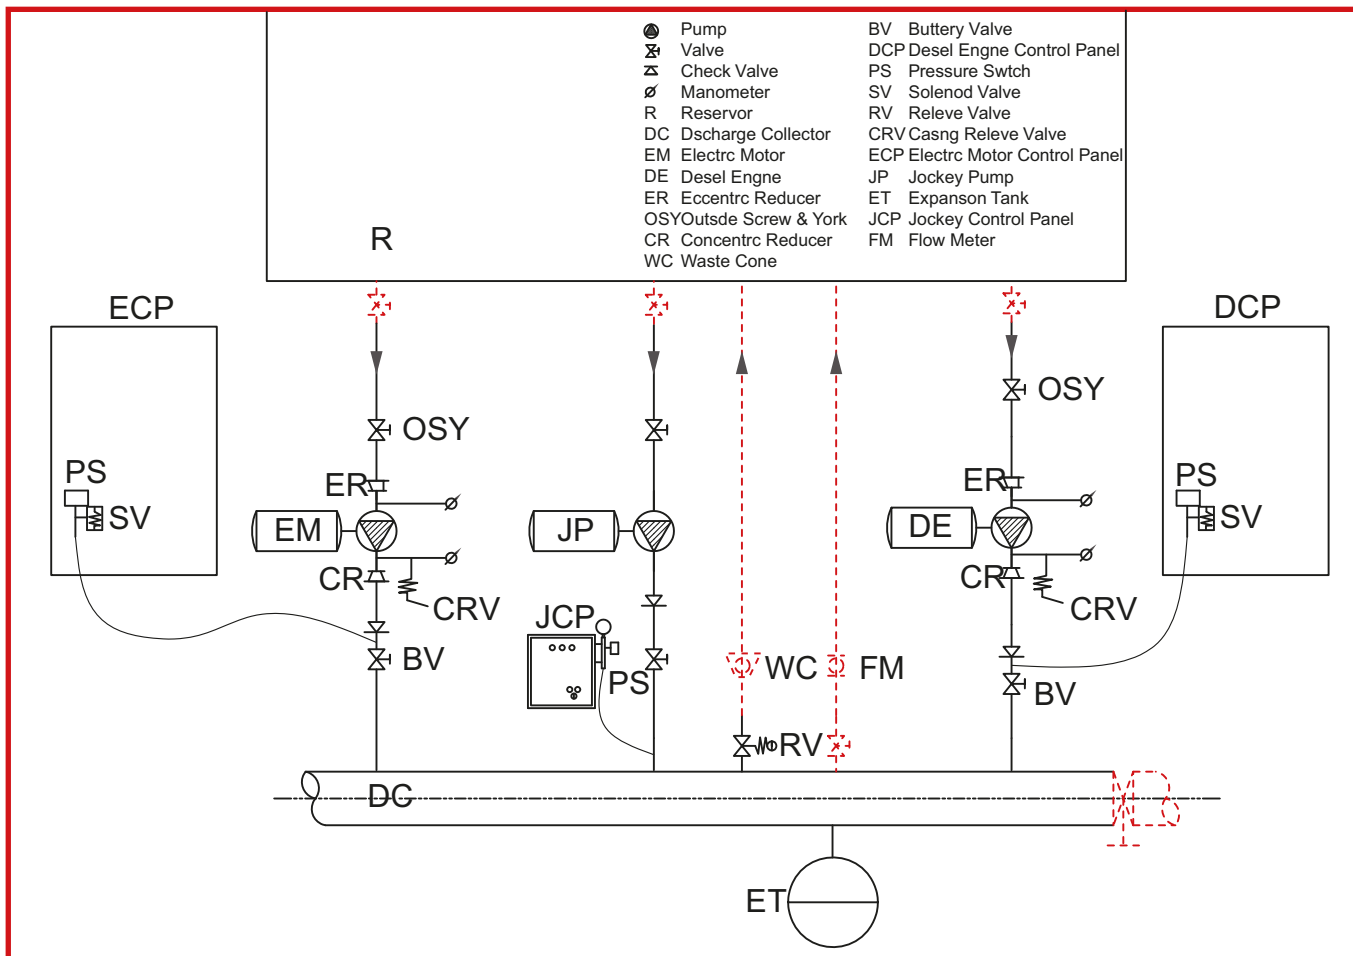 Pump
Valve
Check Valve
Manometer
R Reservor
DC Dscharge Collector
EM Electrc Motor
DE Desel Engne
ER Eccentrc Reducer
OSY Outsde Screw & York
CR Concentrc Reducer
WC Waste Cone
BV Buttery Valve
DCP Desel Engne Control Panel
PS Pressure Swtch
SV Solenod Valve
RV Releve Valve
CRV Casng Releve Valve
ECP Electrc Motor Control Panel
JP Jockey Pump
ET Expanson Tank
JCP Jockey Control Panel
FM Flow Meter
R
ECP
DCP
OSY
OSY
PS
SV
ER
EM
CR
CRV
BV
JP
JCP
PS
WC
FM
RV
ER
DE
CR
CRV
BV
PS
SV
DC
ET